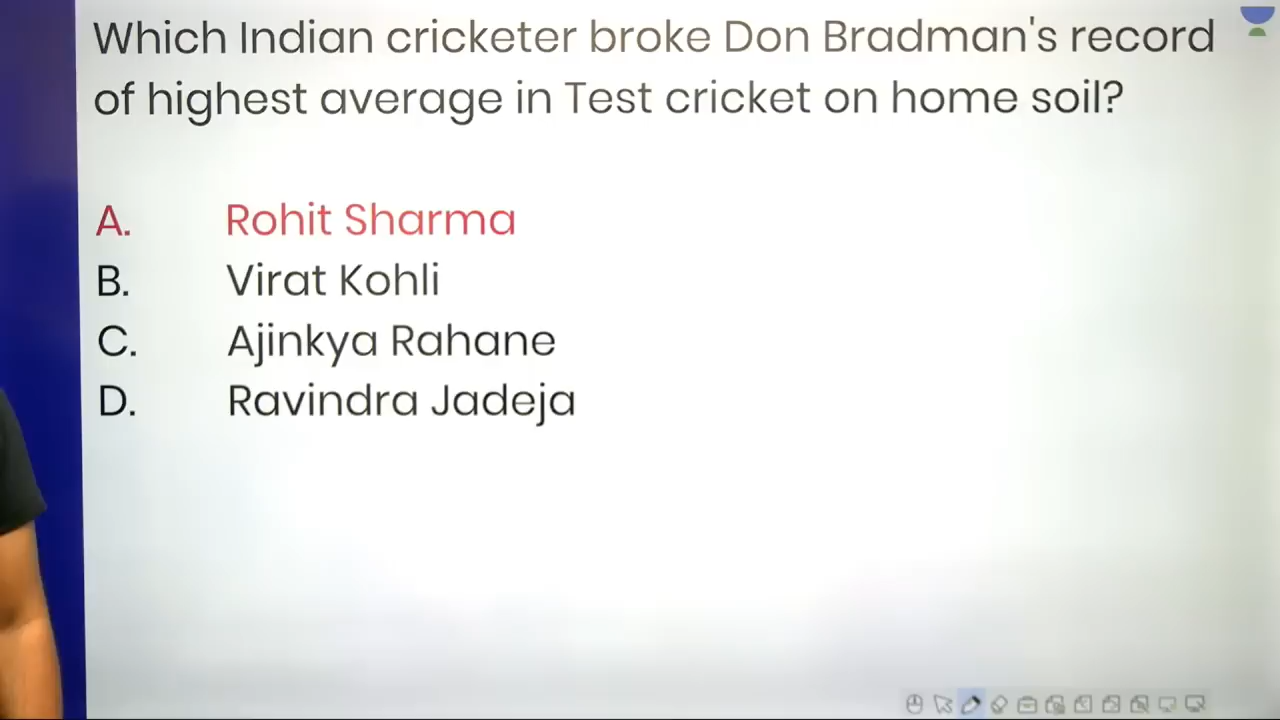 Which Indian cricketer broke Don Bradman's record
of highest average in Test cricket on home soil?
A. Rohit Sharma
B. Virat Kohli
C. Ajinkya Rahane
D. Ravindra Jadeja